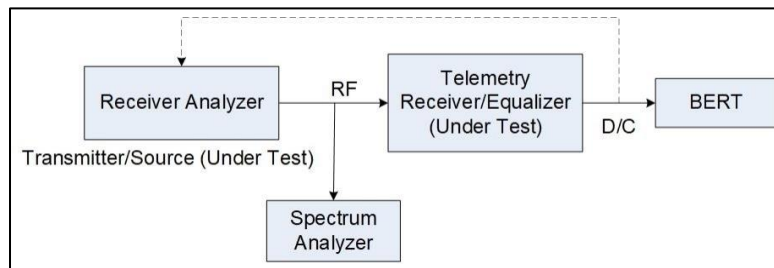 Receiver Analyzer
RF
Telemetry
Receiver/Equalizer
(Under Test)
D/C
BERT
Transmitter/Source (Under Test)
Spectrum
Analyzer